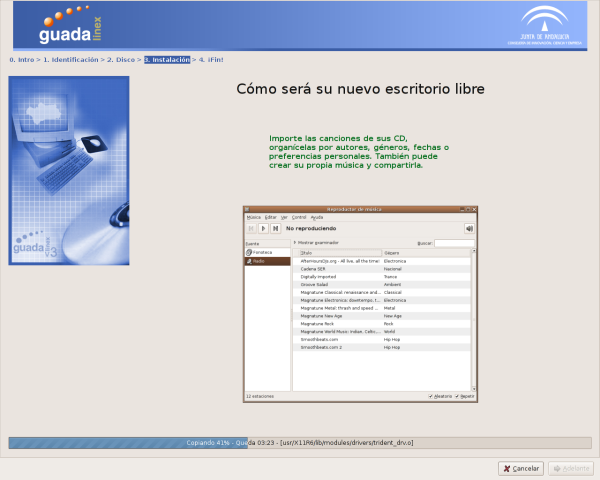 guada
linex
JUNTA DE ANDALUCIA
CONSEJERÍA DE INNOVACIÓN, CIENCIA Y EMPRESA
0. Intro > 1. Identificación > 2. Disco > 3. Instalación > 4. ¡Fin!
Cómo será su nuevo escritorio libre
Importe las canciones de sus CD,
organícelas por autores, géneros, fechas o
preferencias personales. También puede
crear su propia música y compartirla.
guada
linex
v3
Reproductor de música
Música Editar Ver Control Ayuda
No reproduciendo
Fuente
Fonoteca
Radio
Mostrar examinador
Buscar:
Título Género
AfterHoursDJs.org - All live, all the time! Electronica
Cadena SER Nacional
Digitally Imported Trance
Groove Salad Ambient
Magnatune Classical: renaissance and... Classical
Magnatune Electronica: downtempo, t... Electronica
Magnatune Metal: thrash and speed ... Metal
Magnatune New Age New Age
Magnatune Rock Rock
Magnatune World Music: Indian, Celtic,... World
Smoothbeats.com Hip Hop
Smoothbeats.com 2 Hip Hop
12 estaciones
Aleatorio Repetir
Copiando 41% - Queda 03:23 - [usr/X11R6/lib/modules/drivers/trident_drv.o]
Cancelar
Adelante